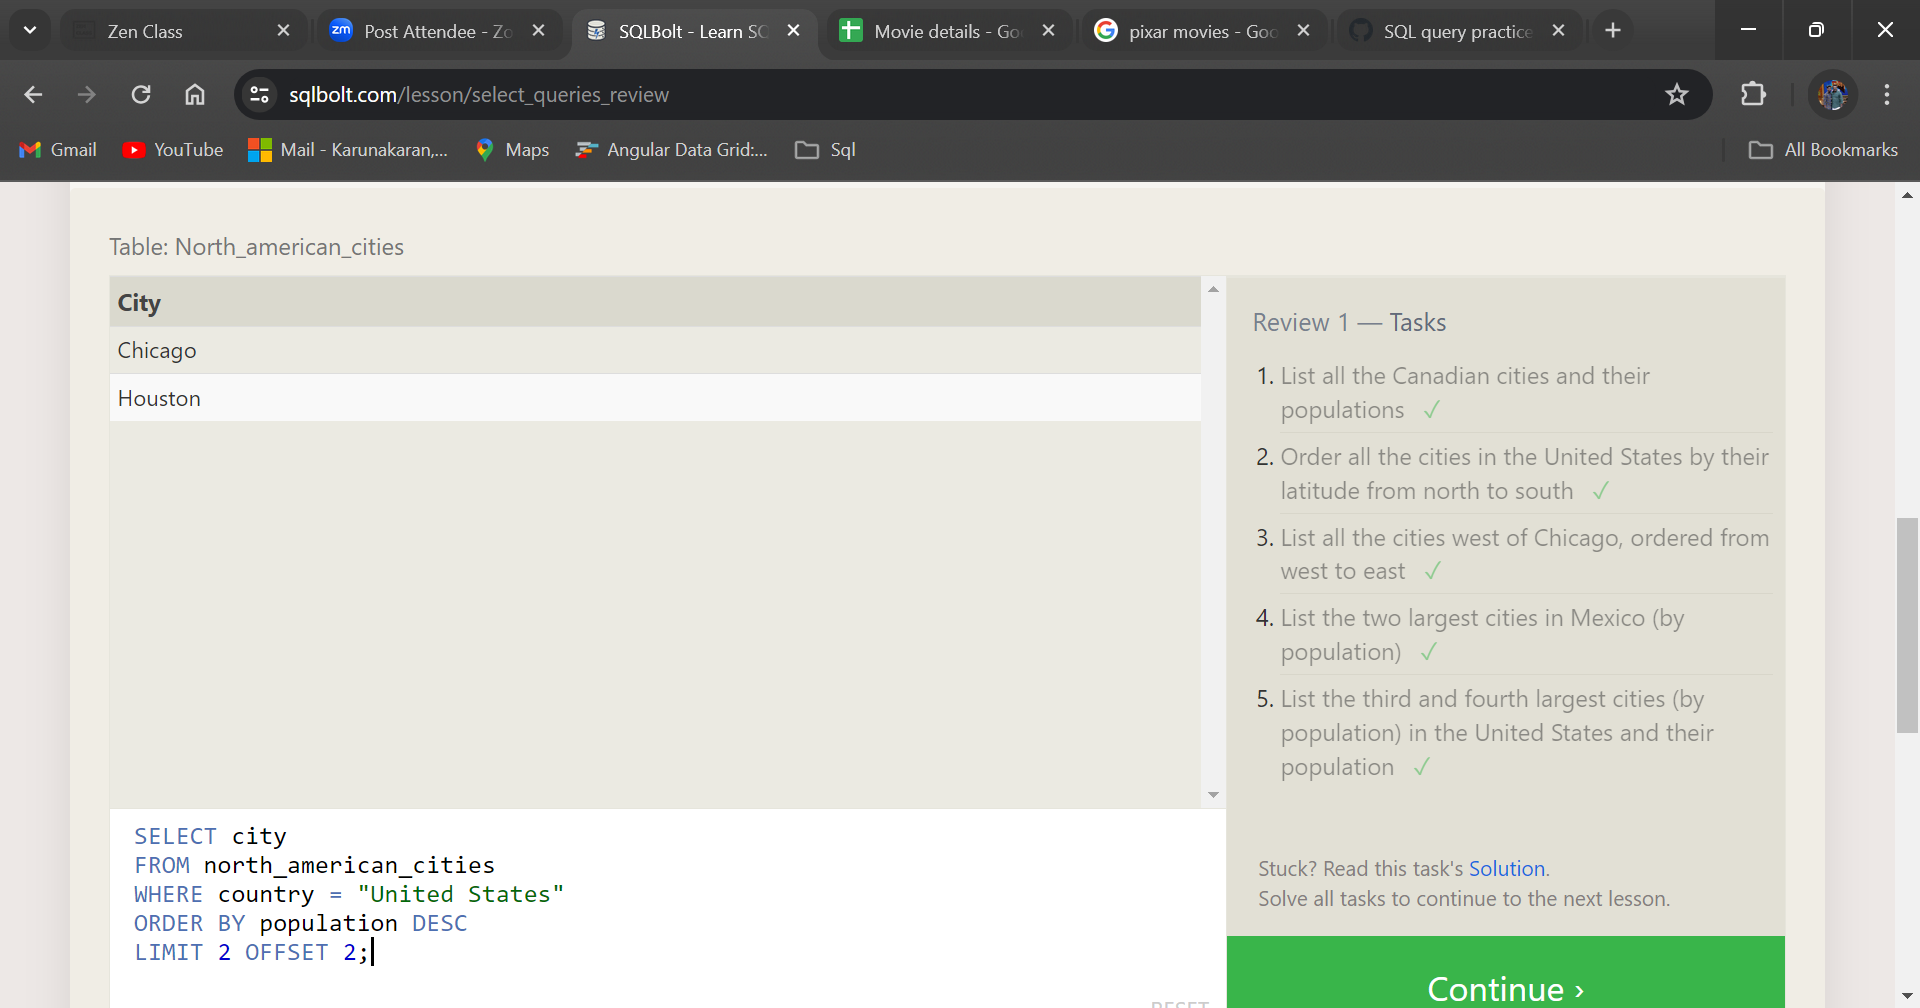 Zen Class
zm Post Attendee - Zo
SQLBolt - Learn SC
Movie details - Goo
pixar movies - Goo
SQL query practice
sqlbolt.com/lesson/select_queries_review
Gmail
YouTube
Mail - Karunakaran,...
Maps
Angular Data Grid:...
Sql
All Bookmarks
Table: North_american_cities
City
Chicago
Houston
Review 1 — Tasks
1. List all the Canadian cities and their
populations ✓
2. Order all the cities in the United States by their
latitude from north to south ✓
3. List all the cities west of Chicago, ordered from
west to east ✓
4. List the two largest cities in Mexico (by
population) ✓
5. List the third and fourth largest cities (by
population) in the United States and their
population ✓
Stuck? Read this task's Solution.
Solve all tasks to continue to the next lesson.
SELECT city
FROM north_american_cities
WHERE country = "United States"
ORDER BY population DESC
LIMIT 2 OFFSET 2;
RESET
Continue ›